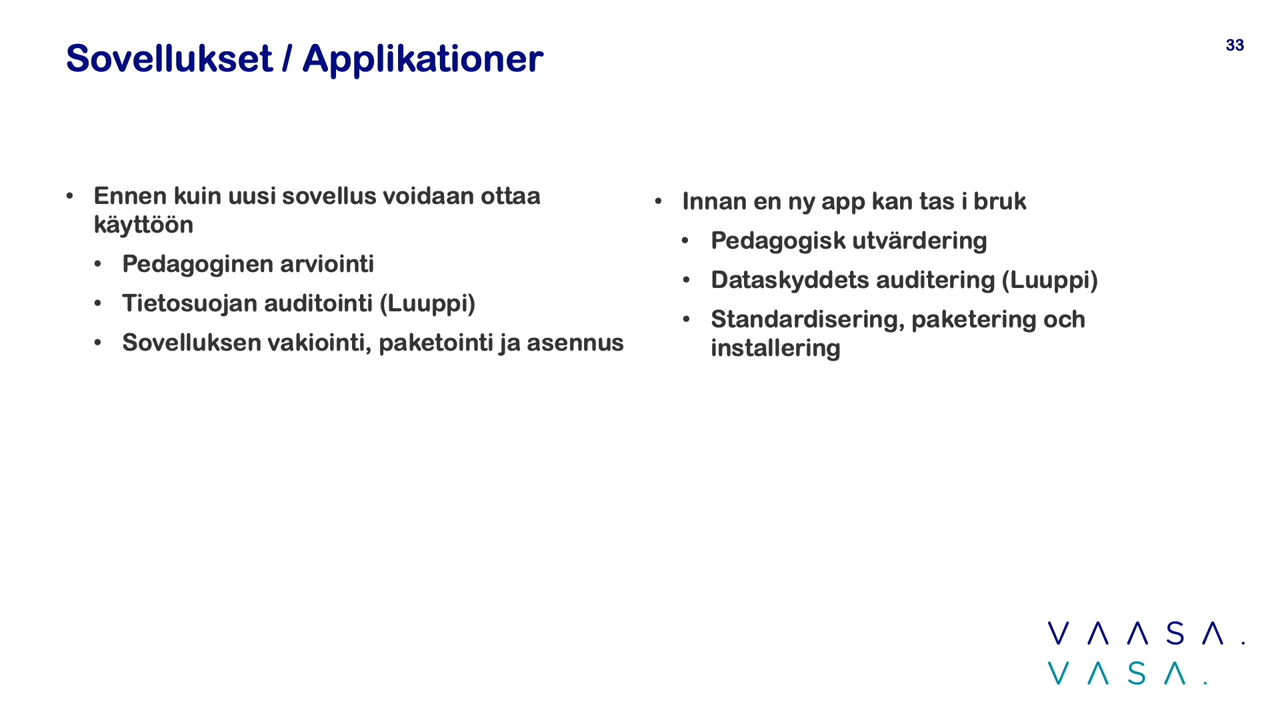 Sovellukset / Applikationer
33
• Ennen kuin uusi sovellus voidaan ottaa
käyttöön
• Pedagoginen arviointi
• Tietosuojan auditointi (Luuppi)
• Sovelluksen vakiointi, paketointi ja asennus
• Innan en ny app kan tas i bruk
• Pedagogisk utvärdering
• Dataskyddets auditering (Luuppi)
• Standardisering, paketering och
installering
VAASA.
VASA.